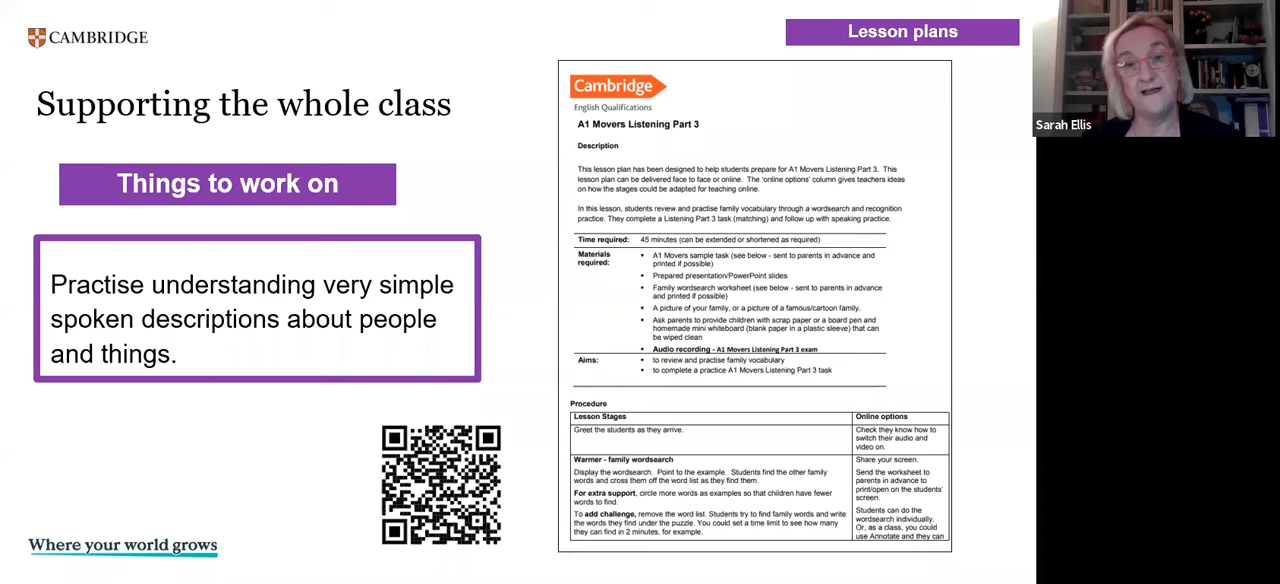 CAMBRIDGE
Lesson plans
Supporting the whole class
Things to work on
Practise understanding very simple
spoken descriptions about people
and things.
Where your world grows
Cambridge
English Qualifications
A1 Movers Listening Part 3
Description
This lesson plan has been designed to help students prepare for A1 Movers Listening Part 3. This
lesson plan can be delivered face to face or online. The 'online options' column gives teachers ideas
on how the stages could be adapted for teaching online.
In this lesson, students review and practise family vocabulary through a wordsearch and recognition
practice. They complete a Listening Part 3 task (matching) and follow up with speaking practice.
Time required: 45 minutes (can be extended or shortened as required)
Materials
required:
• A1 Movers sample task (see below - sent to parents in advance and
printed if possible)
• Prepared presentation/PowerPoint slides
• Family wordsearch worksheet (see below - sent to parents in advance
and printed if possible)
• A picture of your family, or a picture of a famous/cartoon family.
• Ask parents to provide children with scrap paper or a board pen and
homemade mini whiteboard (blank paper in a plastic sleeve) that can
be wiped clean
• Audio recording - A1 Movers Listening Part 3 exam
Aims: • to review and practise family vocabulary
• to complete a practice A1 Movers Listening Part 3 task
Procedure
Lesson Stages
Online options
Greet the students as they arrive.
Check they know how to
switch their audio and
video on.
Warmer - family wordsearch
Display the wordsearch. Point to the example. Students find the other family
words and cross them off the word list as they find them.
For extra support, circle more words as examples so that children have fewer
words to find.
To add challenge, remove the word list. Students try to find family words and write
the words they find under the puzzle. You could set a time limit to see how many
they can find in 2 minutes, for example.
Share your screen.
Send the worksheet to
parents in advance to
print/open on the students'
screen.
Students can do the
wordsearch individually.
Or, as a class, you could
use Annotate and they can
Sarah Ellis